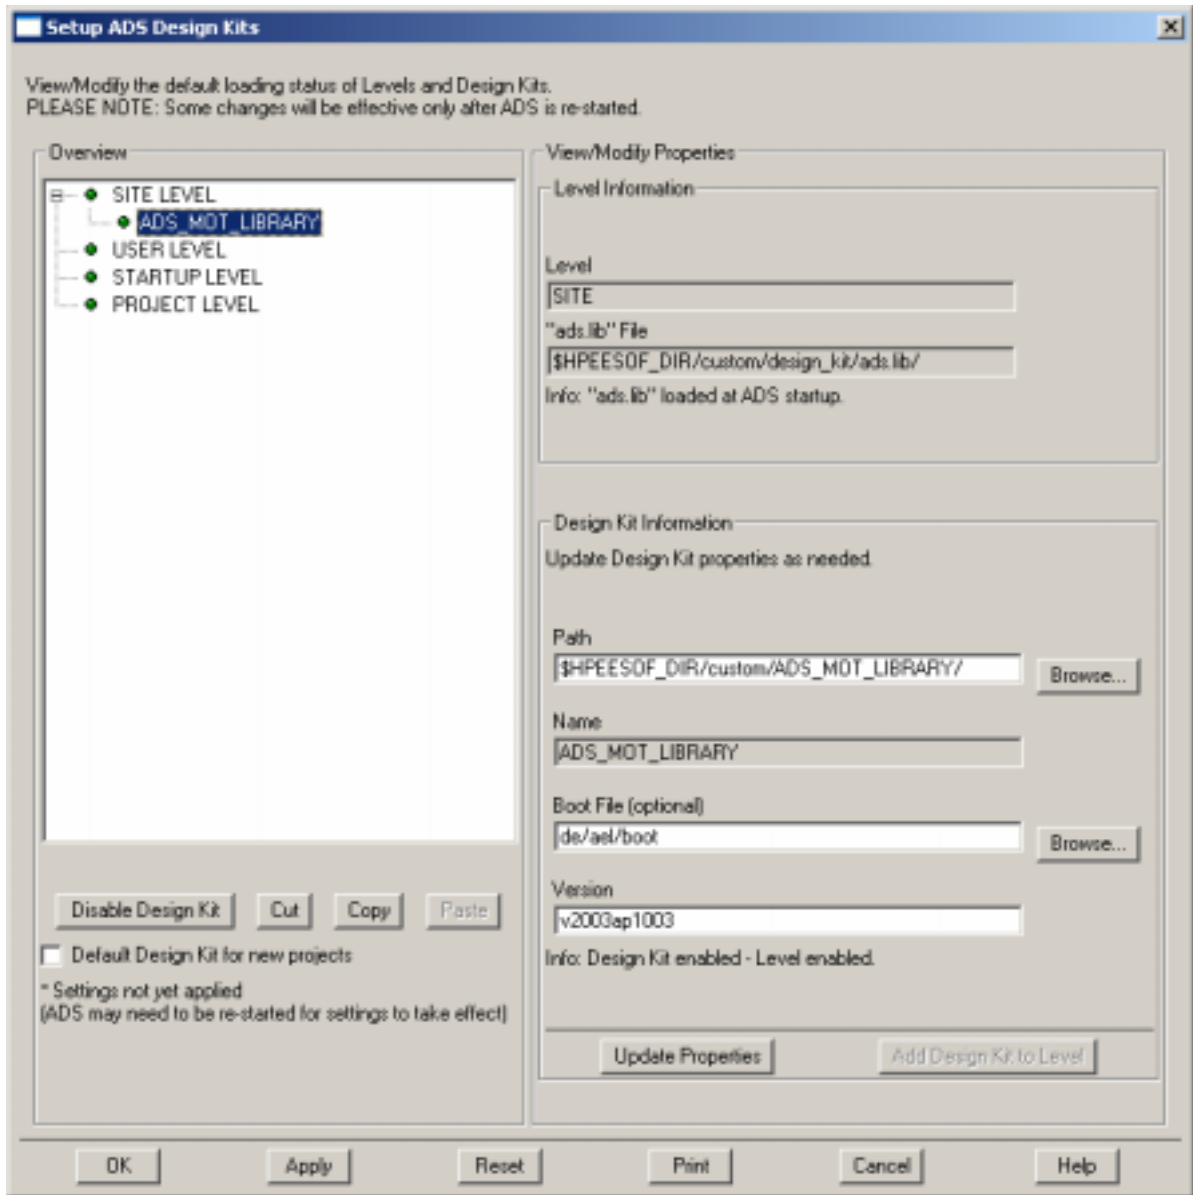 Setup ADS Design Kits
View/Modify the default loading status of Levels and Design Kits.
PLEASE NOTE: Some changes will be effective only after ADS is re-started.
Overview
SITE LEVEL
ADS_MOT_LIBRARY
USER LEVEL
STARTUP LEVEL
PROJECT LEVEL
Disable Design Kit
Cut
Copy
Paste
Default Design Kit for new projects
* Settings not yet applied
(ADS may need to be re-started for settings to take effect)
View/Modify Properties
Level Information
Level
SITE
"ads.lib" File
$HPEESOF_DIR/custom/design_kit/ads.lib/
Info: "ads.lib" loaded at ADS startup.
Design Kit Information
Update Design Kit properties as needed.
Path
$HPEESOF_DIR/custom/ADS_MOT_LIBRARY/
Browse...
Name
ADS_MOT_LIBRARY
Boot File (optional)
de/ael/boot
Browse...
Version
v2003ap1003
Info: Design Kit enabled - Level enabled.
Update Properties
Add Design Kit to Level
OK
Apply
Reset
Print
Cancel
Help